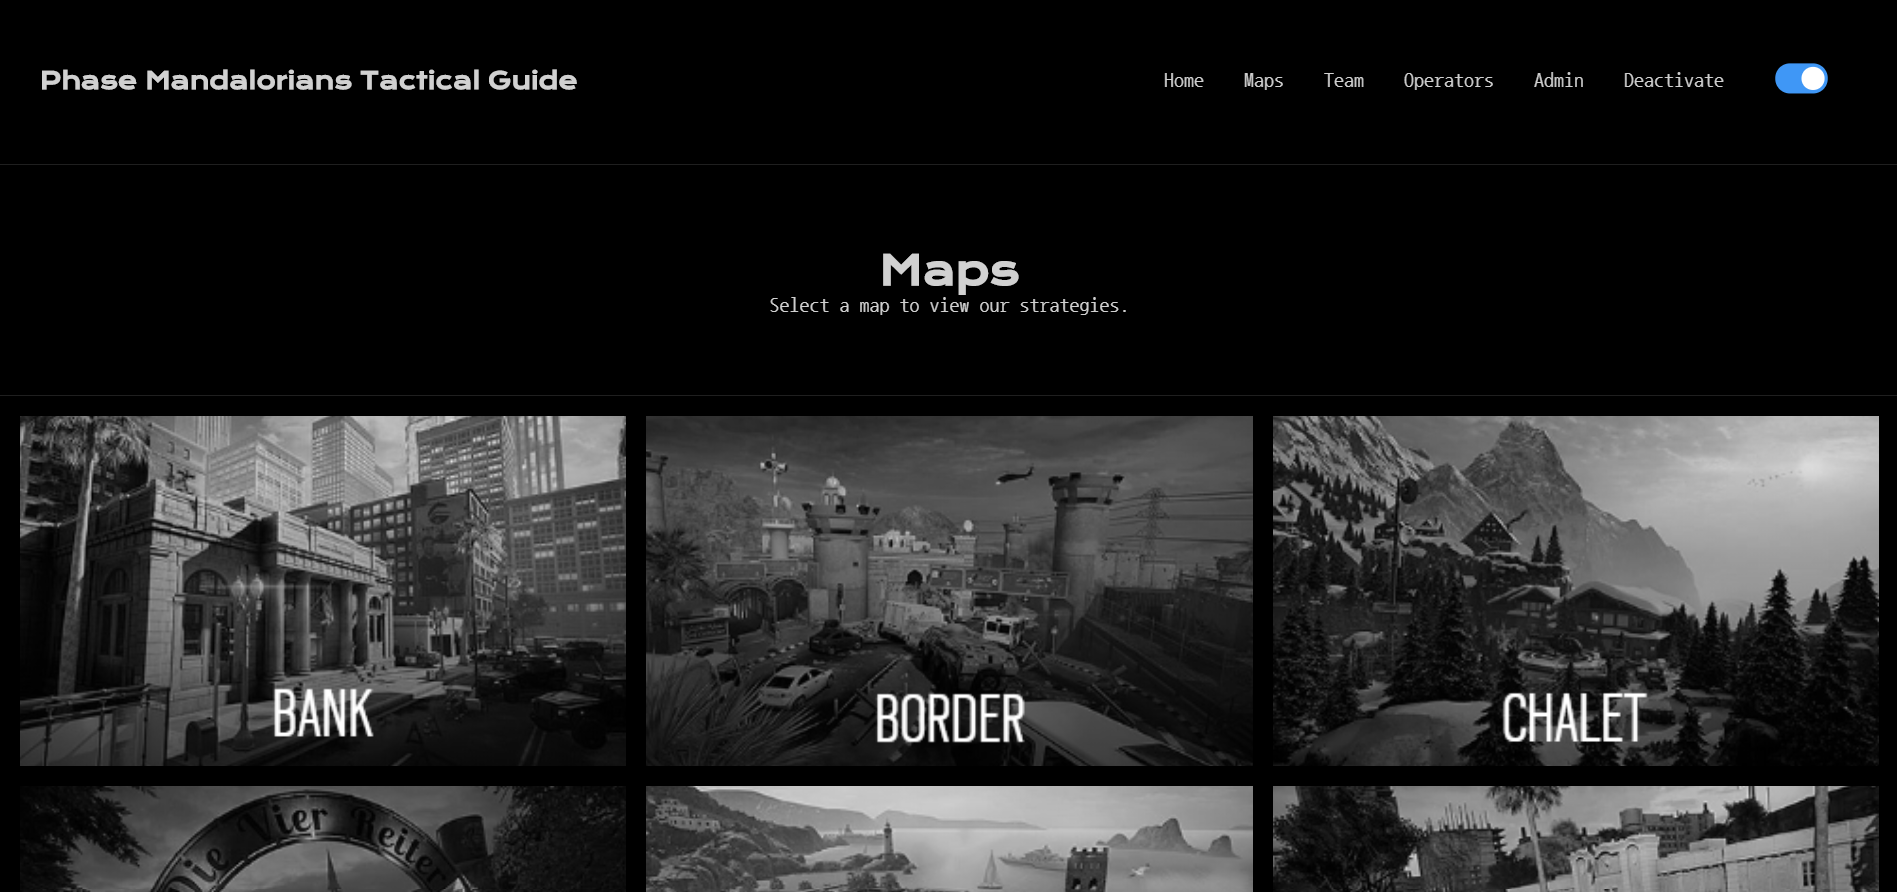 Phase Mandalorians Tactical Guide
Home Maps Team Operators Admin Deactivate
Maps
Select a map to view our strategies.
BANK BORDER CHALET
Die Vier Reiter